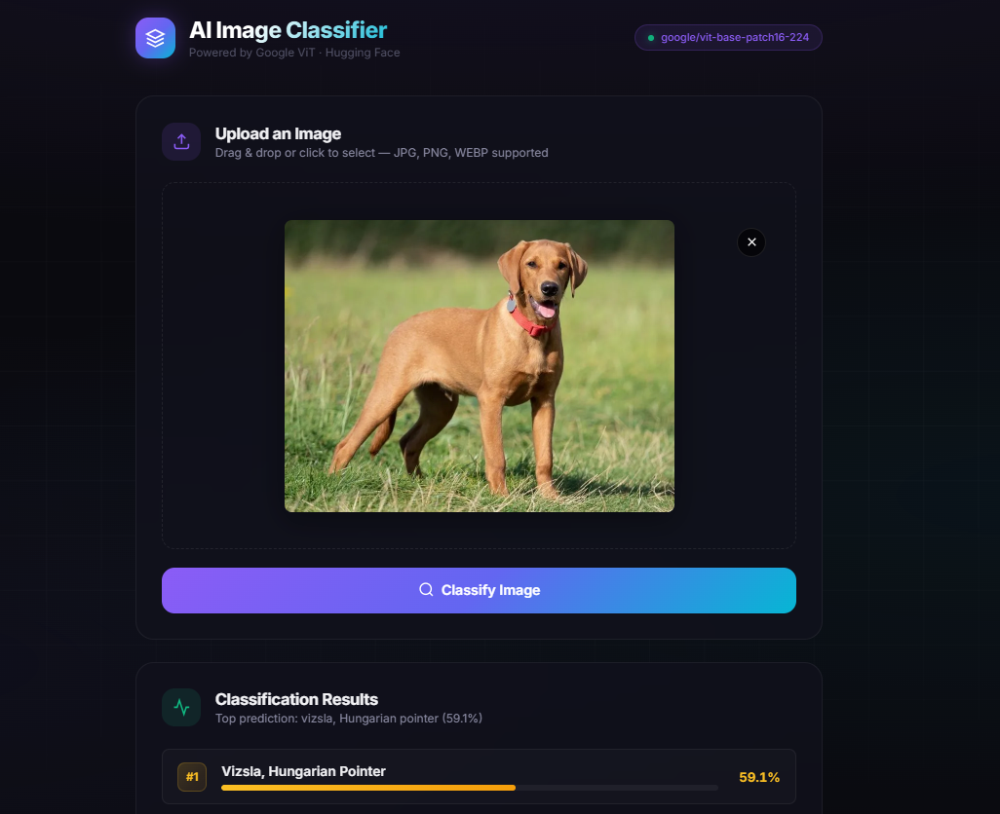 AI Image Classifier
Powered by Google ViT · Hugging Face
google/vit-base-patch16-224
Upload an Image
Drag & drop or click to select — JPG, PNG, WEBP supported
Classify Image
Classification Results
Top prediction: vizsla, Hungarian pointer (59.1%)
#1
Vizsla, Hungarian Pointer
59.1%